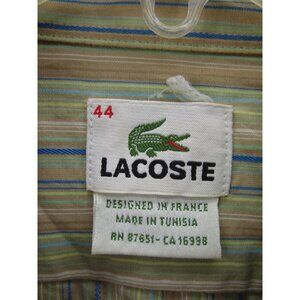 44
LACOSTE
DESIGNED IN FRANCE
MADE IN TUNISIA
RN 87651 - CA 16998